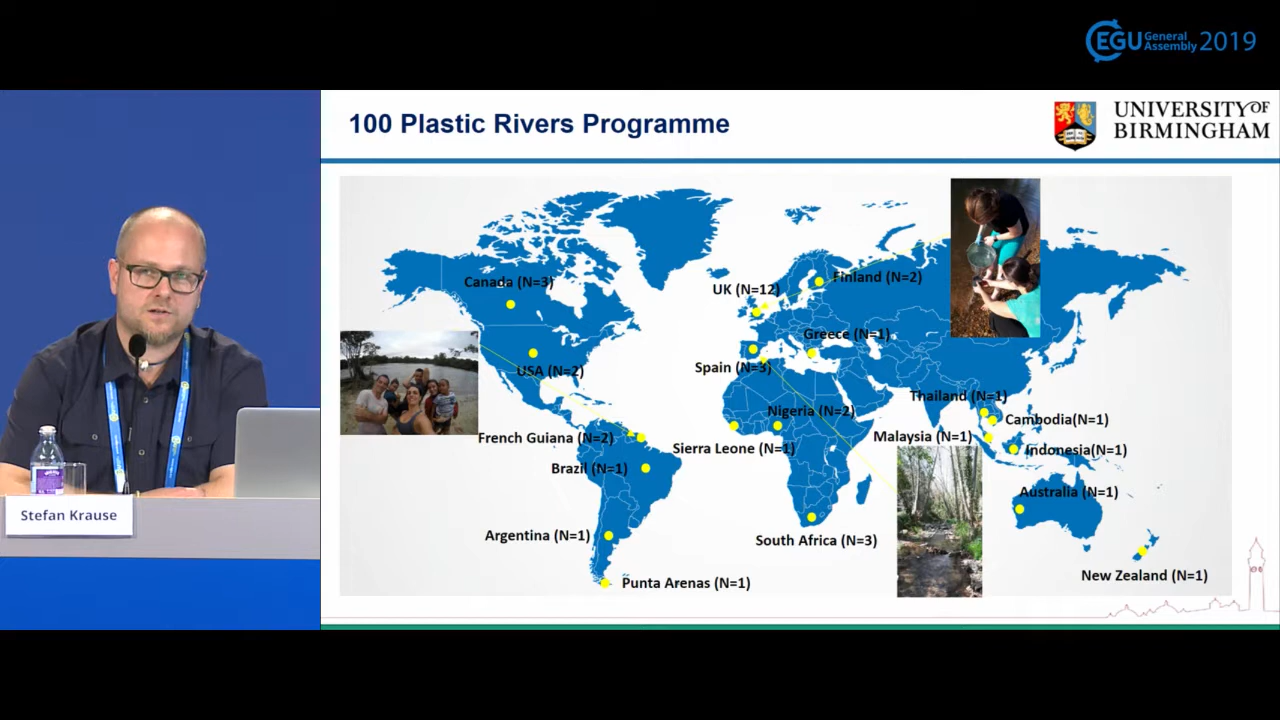 EGU General Assembly 2019
100 Plastic Rivers Programme
UNIVERSITY OF BIRMINGHAM
Canada (N=3)
UK (N=12)
Finland (N=2)
Greece (N=1)
USA (N=2)
Spain (N=3)
Thailand (N=1)
Nigeria (N=2)
Cambodia(N=1)
French Guiana (N=2)
Sierra Leone (N=1)
Malaysia (N=1)
Indonesia(N=1)
Brazil (N=1)
Australia (N=1)
Argentina (N=1)
South Africa (N=3)
Punta Arenas (N=1)
New Zealand (N=1)
Stefan Krause